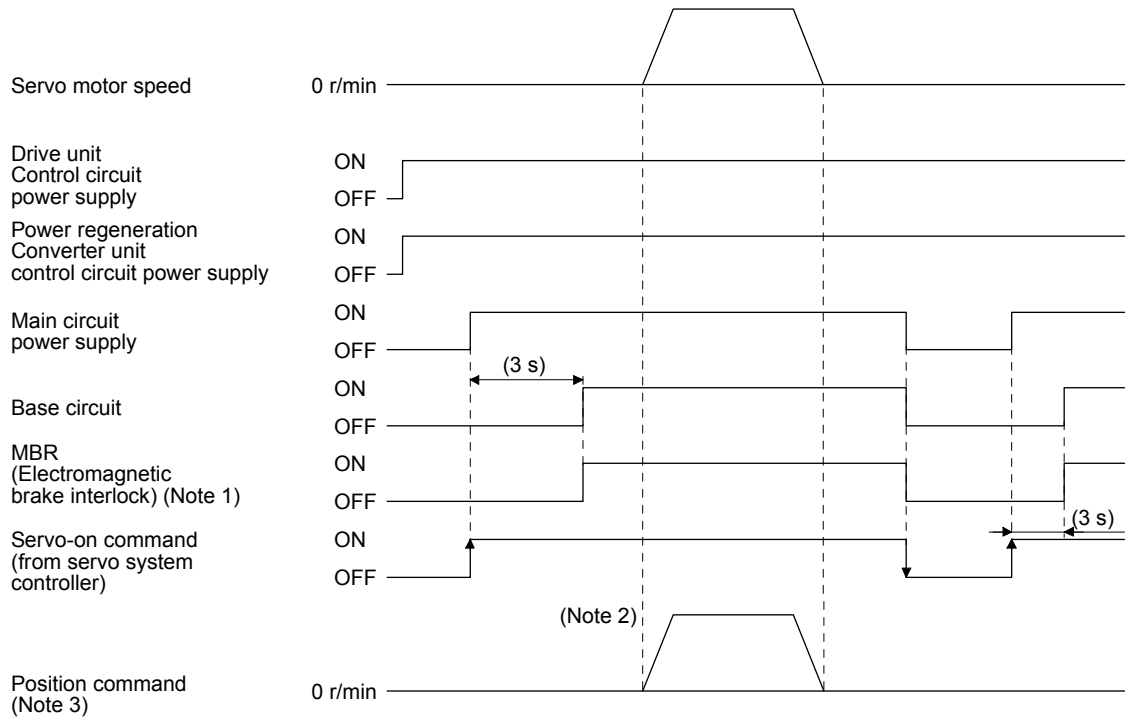 Servo motor speed
0 r/min
Drive unit
Control circuit
power supply
ON
OFF
Power regeneration
Converter unit
control circuit power supply
ON
OFF
Main circuit
power supply
ON
OFF
(3 s)
Base circuit
ON
OFF
MBR
(Electromagnetic
brake interlock) (Note 1)
ON
OFF
(3 s)
Servo-on command
(from servo system
controller)
ON
OFF
(Note 2)
Position command
(Note 3)
0 r/min